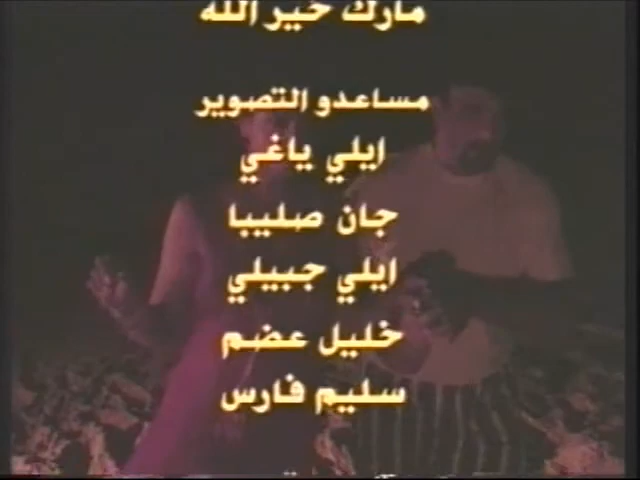 مارك خير الله
مساعدو التصوير
ايلي ياغي
جان صليبا
ايلي جبيلي
خليل عضم
سليم فارس